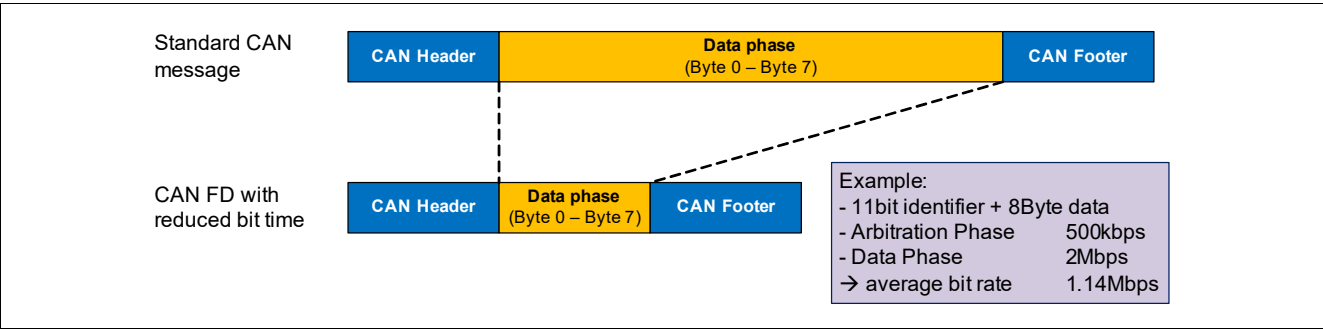 Standard CAN
message
CAN Header
Data phase
(Byte 0 – Byte 7)
CAN Footer
CAN FD with
reduced bit time
CAN Header
Data phase
(Byte 0 – Byte 7)
CAN Footer
Example:
- 11bit identifier + 8Byte data
- Arbitration Phase 500kbps
- Data Phase 2Mbps
→ average bit rate 1.14Mbps